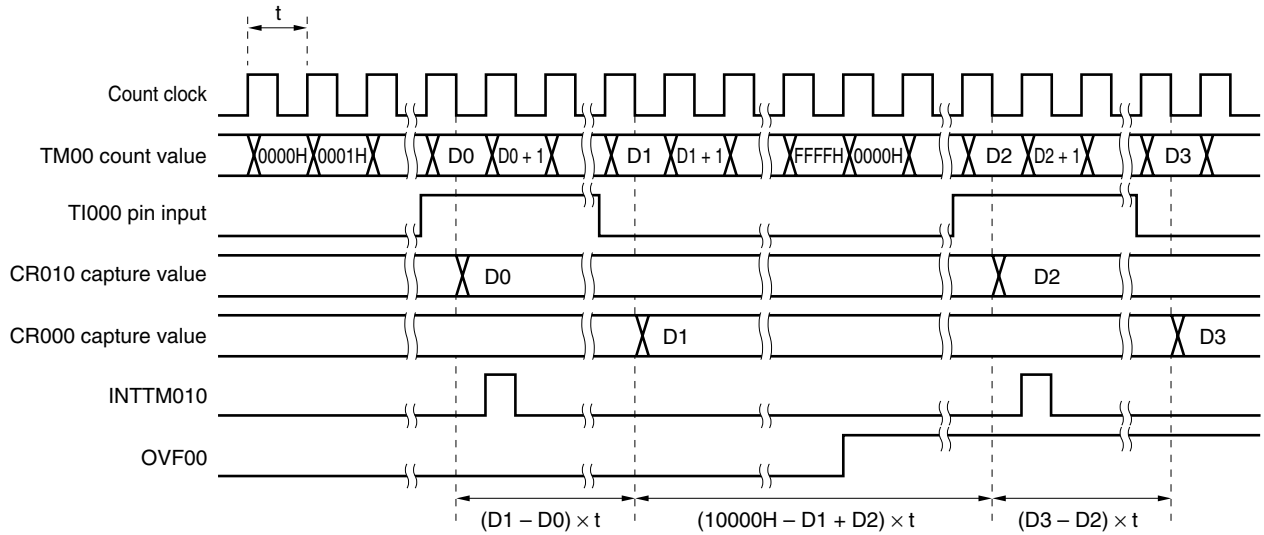 t
Count clock
TM00 count value 0000H 0001H D0 D0 + 1 D1 D1 + 1 FFFFH 0000H D2 D2 + 1 D3
TI000 pin input
CR010 capture value D0 D2
CR000 capture value D1 D3
INTTM010
OVF00
(D1 – D0) × t (10000H – D1 + D2) × t (D3 – D2) × t